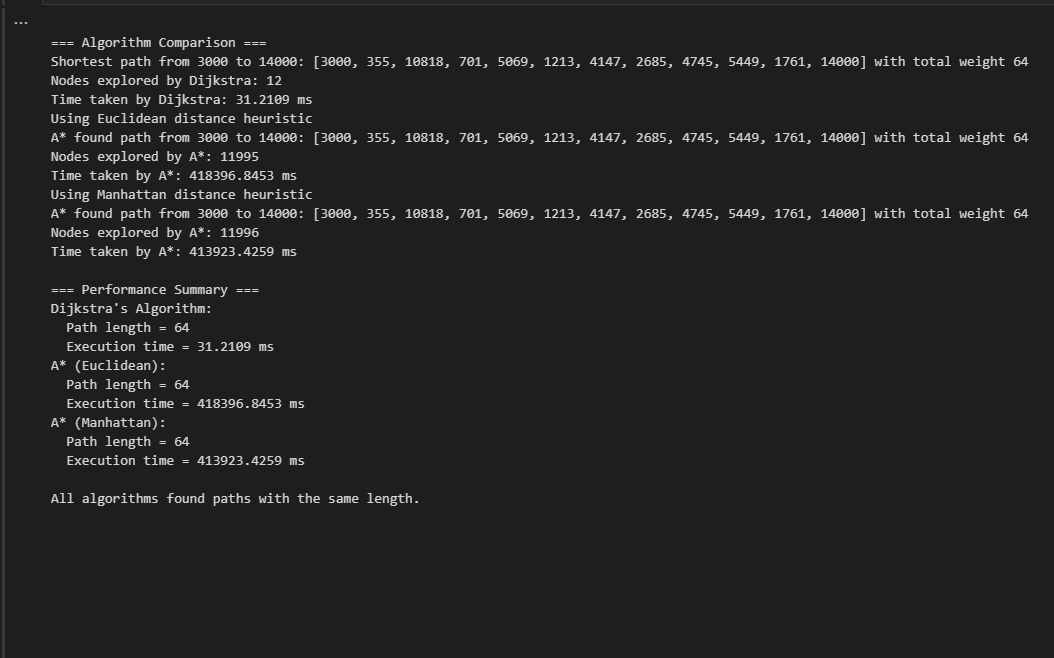 ...
=== Algorithm Comparison ===
Shortest path from 3000 to 14000: [3000, 355, 10818, 701, 5069, 1213, 4147, 2685, 4745, 5449, 1761, 14000] with total weight 64
Nodes explored by Dijkstra: 12
Time taken by Dijkstra: 31.2109 ms
Using Euclidean distance heuristic
A* found path from 3000 to 14000: [3000, 355, 10818, 701, 5069, 1213, 4147, 2685, 4745, 5449, 1761, 14000] with total weight 64
Nodes explored by A*: 11995
Time taken by A*: 418396.8453 ms
Using Manhattan distance heuristic
A* found path from 3000 to 14000: [3000, 355, 10818, 701, 5069, 1213, 4147, 2685, 4745, 5449, 1761, 14000] with total weight 64
Nodes explored by A*: 11996
Time taken by A*: 413923.4259 ms

=== Performance Summary ===
Dijkstra's Algorithm:
  Path length = 64
  Execution time = 31.2109 ms
A* (Euclidean):
  Path length = 64
  Execution time = 418396.8453 ms
A* (Manhattan):
  Path length = 64
  Execution time = 413923.4259 ms

All algorithms found paths with the same length.